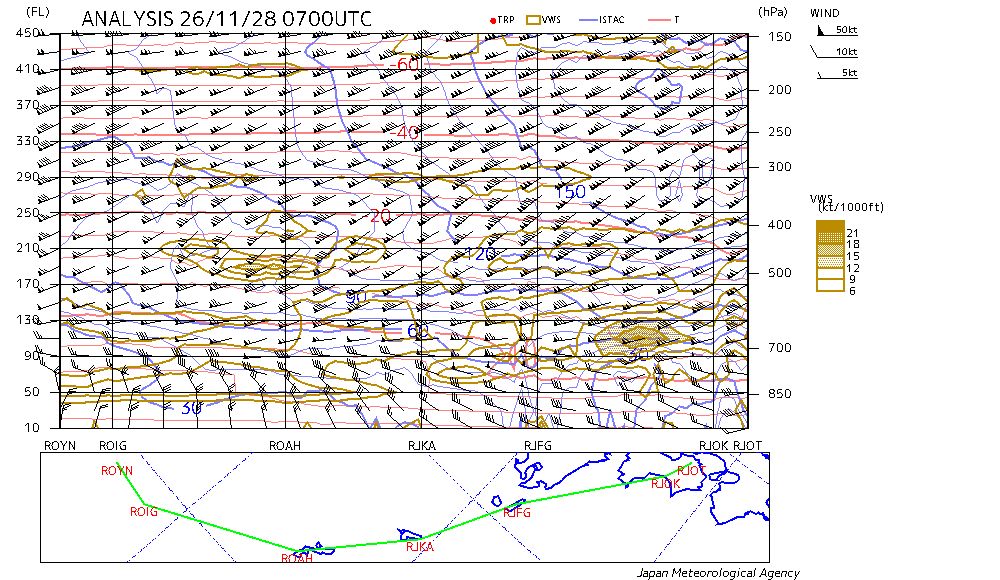 (FL) ANALYSIS 26/11/28 0700UTC TRP VWS ISTAC T (hPa) WIND
450 150 50kt
10kt
410 -60 5kt
370 200
330 -40 250
290 300
150
VWS
(kt/1000ft)
250 20 400
21
210 120 18
15
500 12
170 90 9
6
130 60
90 30 700
50 850
30
10
ROYN ROIG ROAH RJKA RJFG RJOK RJOT
ROYN RJOT
RJOK
ROIG RJFG
RJKA
ROAH
Japan Meteorological Agency